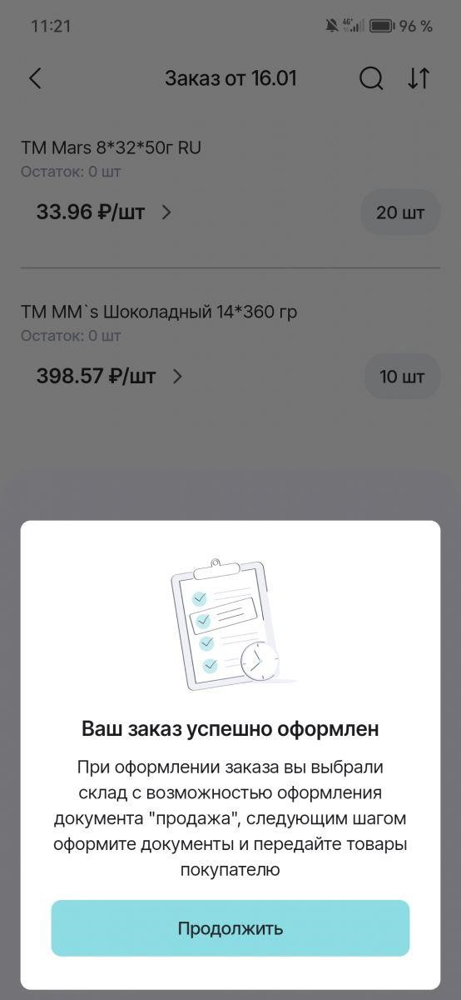 11:21
4G+
96 %
Заказ от 16.01
TM Mars 8*32*50г RU
Остаток: 0 шт
33.96 ₽/шт
20 шт
TM MM`s Шоколадный 14*360 гр
Остаток: 0 шт
398.57 ₽/шт
10 шт
Ваш заказ успешно оформлен
При оформлении заказа вы выбрали
склад с возможностью оформления
документа "продажа", следующим шагом
оформите документы и передайте товары
покупателю
Продолжить